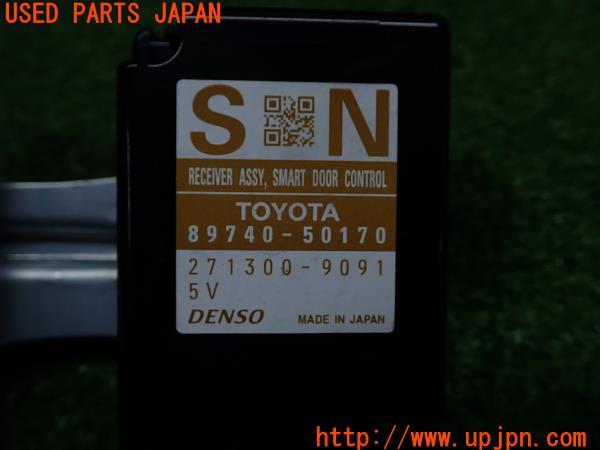 USED PARTS JAPAN
S N
RECEIVER ASSY, SMART DOOR CONTROL
TOYOTA
89740-50170
271300-9091
5V
DENSO MADE IN JAPAN
http://www.upjpn.com